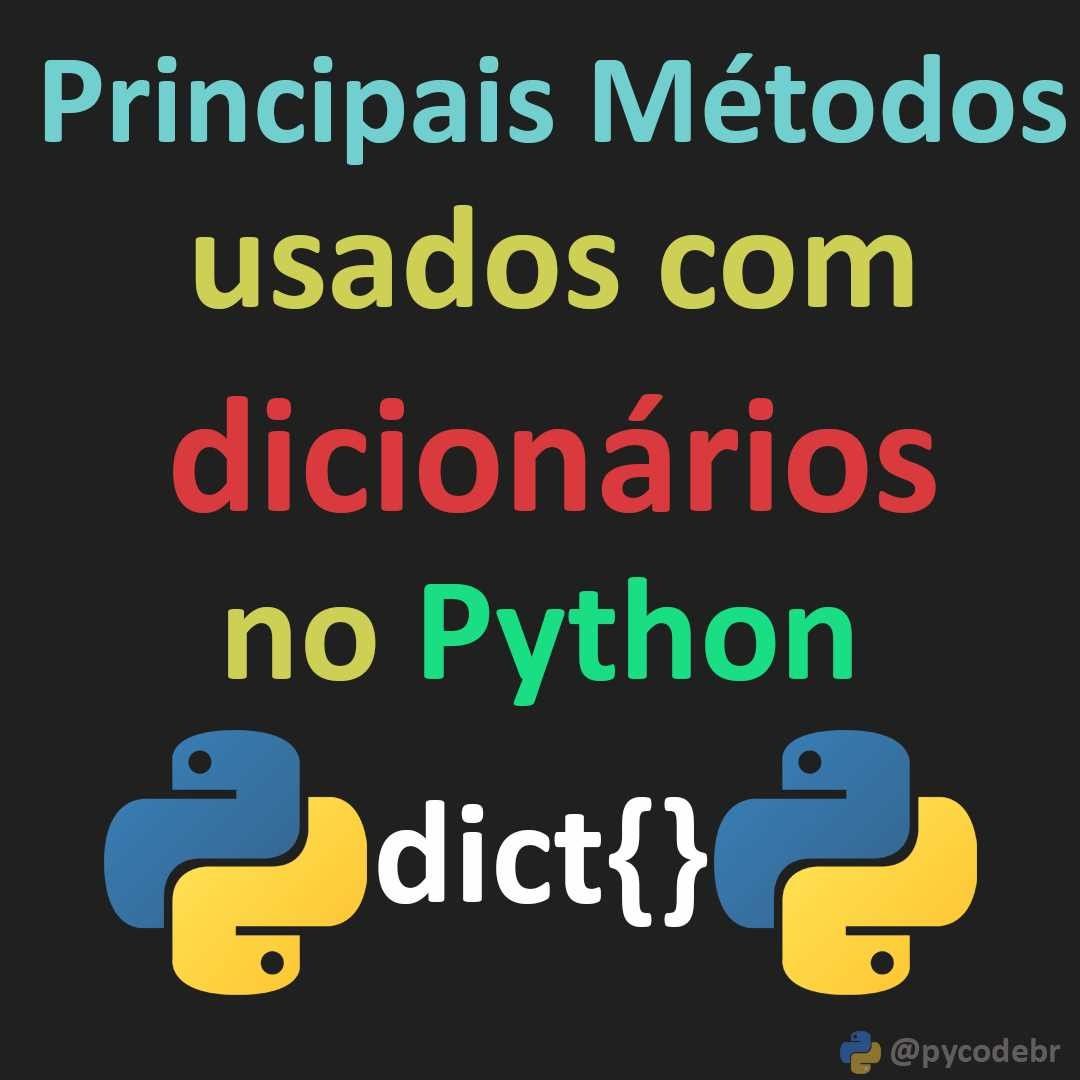 Principais Métodos
usados com
dicionários
no Python
dict{}
@pycodebr